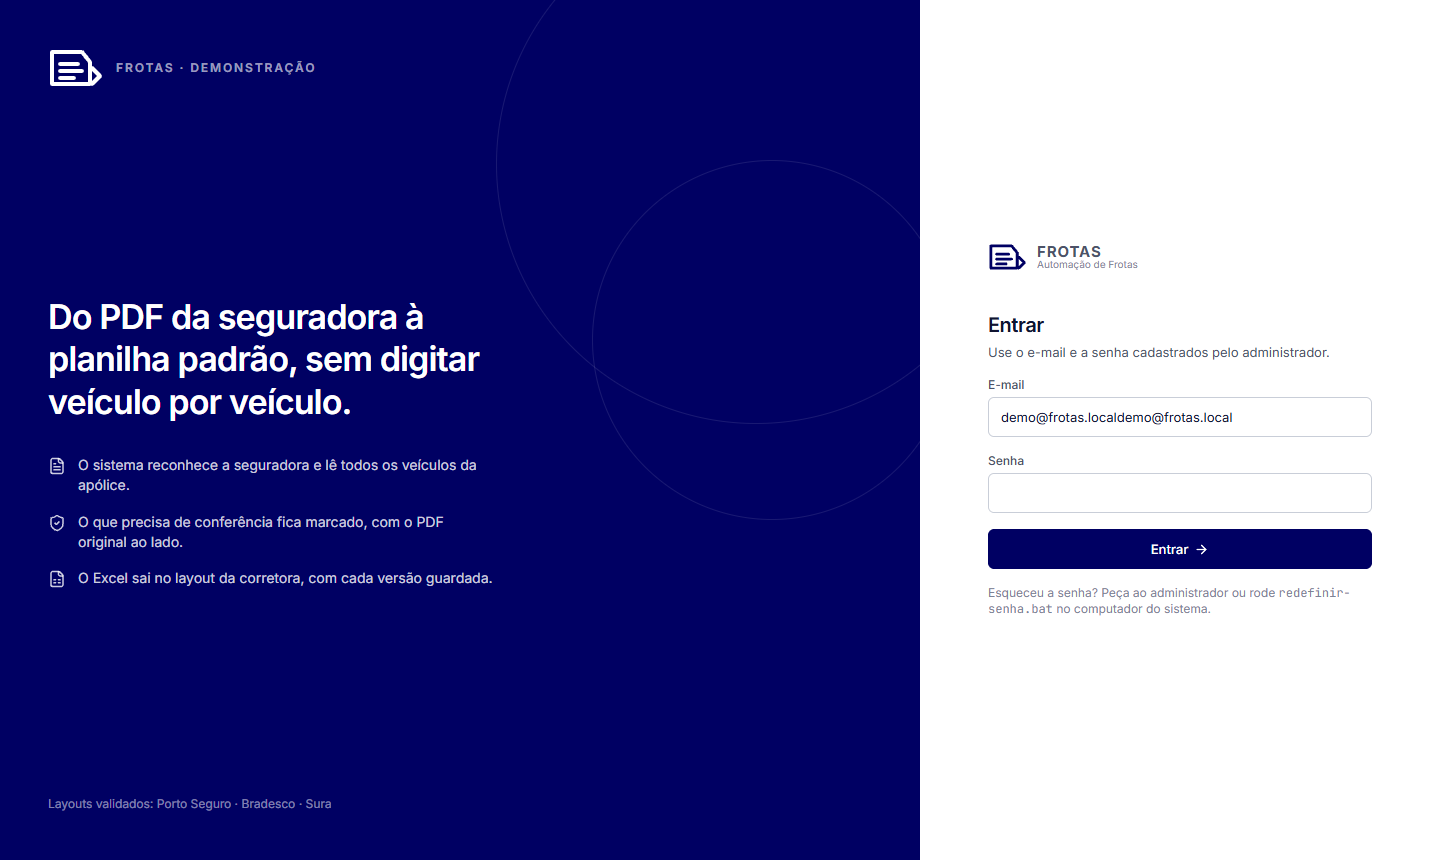 FROTAS · DEMONSTRAÇÃO
Do PDF da seguradora à
planilha padrão, sem digitar
veículo por veículo.
O sistema reconhece a seguradora e lê todos os veículos da
apólice.
O que precisa de conferência fica marcado, com o PDF
original ao lado.
O Excel sai no layout da corretora, com cada versão guardada.
Layouts validados: Porto Seguro · Bradesco · Sura
FROTAS
Automação de Frotas
Entrar
Use o e-mail e a senha cadastrados pelo administrador.
E-mail
demo@frotas.localdemo@frotas.local
Senha
Entrar →
Esqueceu a senha? Peça ao administrador ou rode redefinir-
senha.bat no computador do sistema.